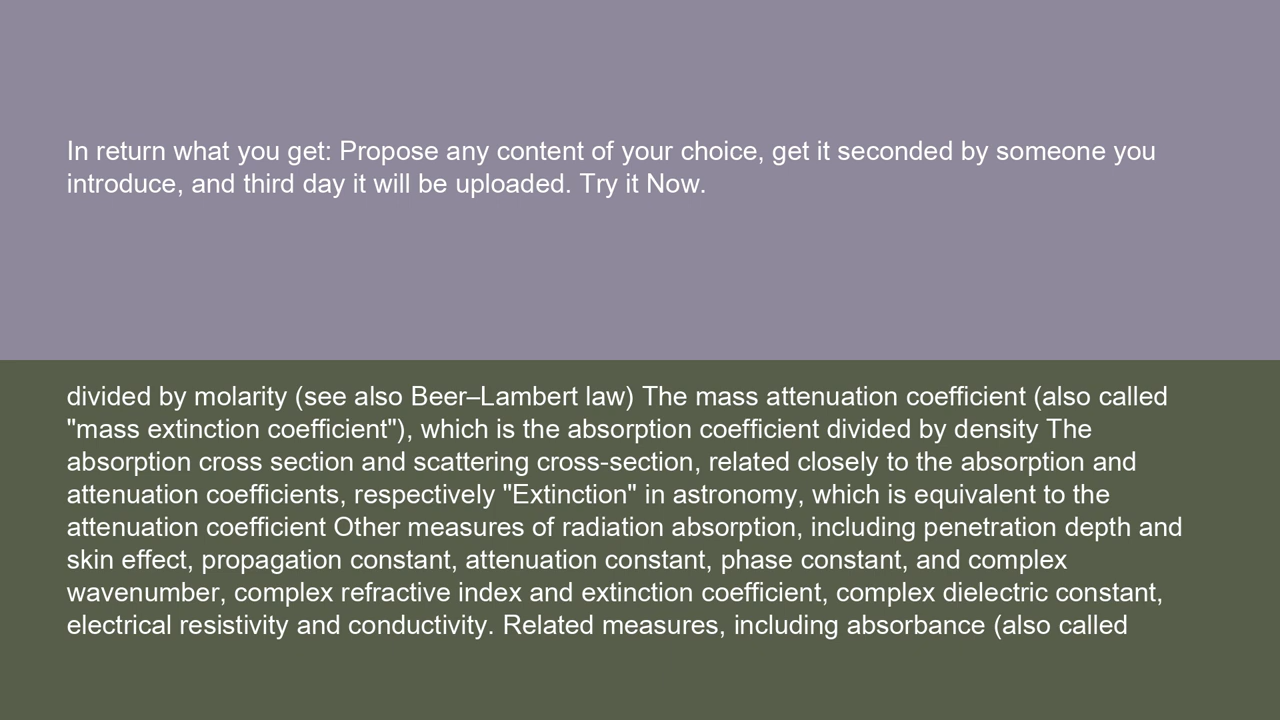 In return what you get: Propose any content of your choice, get it seconded by someone you
introduce, and third day it will be uploaded. Try it Now.
divided by molarity (see also Beer–Lambert law) The mass attenuation coefficient (also called
"mass extinction coefficient"), which is the absorption coefficient divided by density The
absorption cross section and scattering cross-section, related closely to the absorption and
attenuation coefficients, respectively "Extinction" in astronomy, which is equivalent to the
attenuation coefficient Other measures of radiation absorption, including penetration depth and
skin effect, propagation constant, attenuation constant, phase constant, and complex
wavenumber, complex refractive index and extinction coefficient, complex dielectric constant,
electrical resistivity and conductivity. Related measures, including absorbance (also called